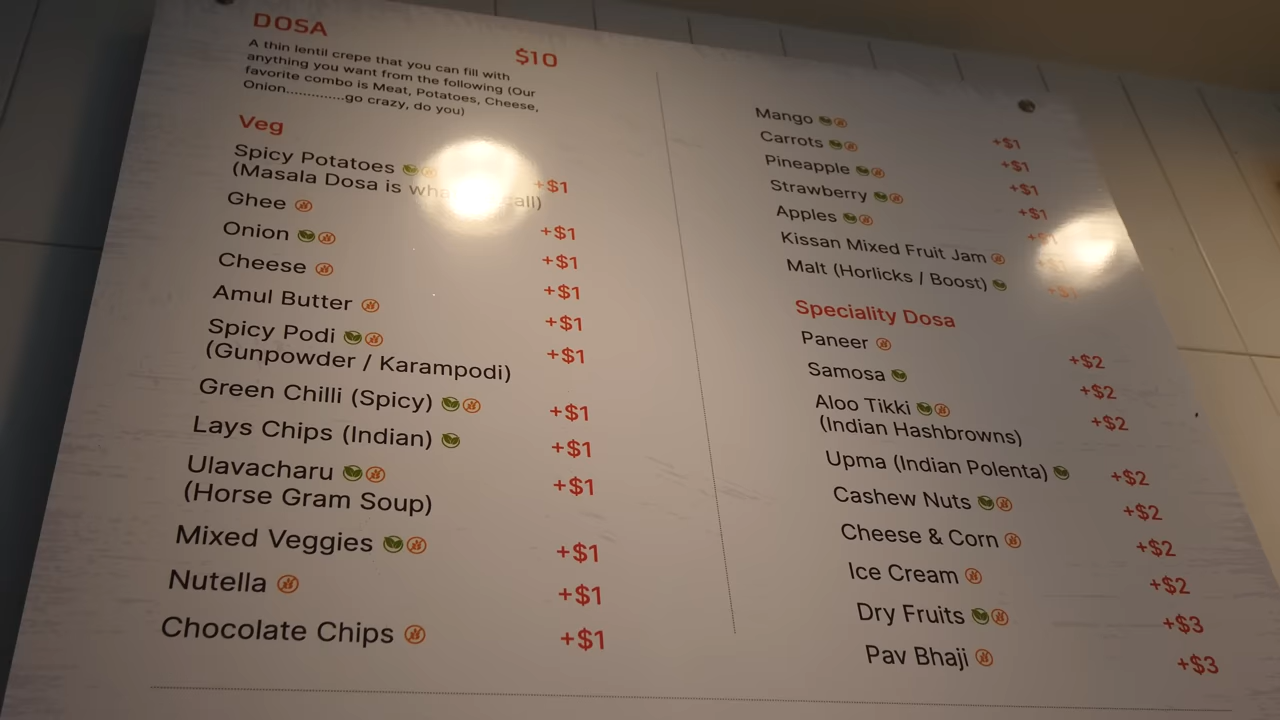 DOSA
$10
A thin lentil crepe that you can fill with
anything you want from the following (Our
favorite combo is Meat, Potatoes, Cheese,
Onion..............go crazy, do you)
Veg
Spicy Potatoes +$1
(Masala Dosa is all)
Ghee +$1
Onion +$1
Cheese +$1
Amul Butter +$1
Spicy Podi +$1
(Gunpowder / Karampodi)
Green Chilli (Spicy) +$1
Lays Chips (Indian) +$1
Ulavacharu +$1
(Horse Gram Soup)
Mixed Veggies +$1
Nutella +$1
Chocolate Chips +$1
Mango +$1
Carrots +$1
Pineapple +$1
Strawberry +$1
Apples +$1
Kissan Mixed Fruit Jam
Malt (Horlicks / Boost) +$1
Speciality Dosa
Paneer +$2
Samosa +$2
Aloo Tikki +$2
(Indian Hashbrowns)
Upma (Indian Polenta) +$2
Cashew Nuts +$2
Cheese & Corn +$2
Ice Cream +$2
Dry Fruits +$3
Pav Bhaji +$3